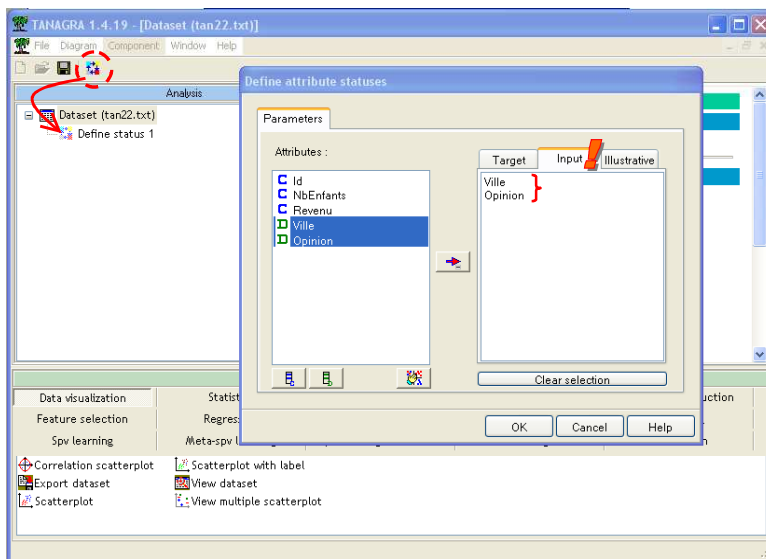 TANAGRA 1.4.19 - [Dataset (tan22.txt)]
File Diagram Component Window Help
Analysis
Dataset (tan22.txt)
Define status 1
Define attribute statuses
Parameters
Attributes :
C Id
C NbEnfants
C Revenu
D Ville
D Opinion
Target Input Illustrative
Ville
Opinion
Clear selection
OK Cancel Help
Data visualization
Feature selection
Spv learning
Correlation scatterplot Scatterplot with label
Export dataset View dataset
Scatterplot View multiple scatterplot